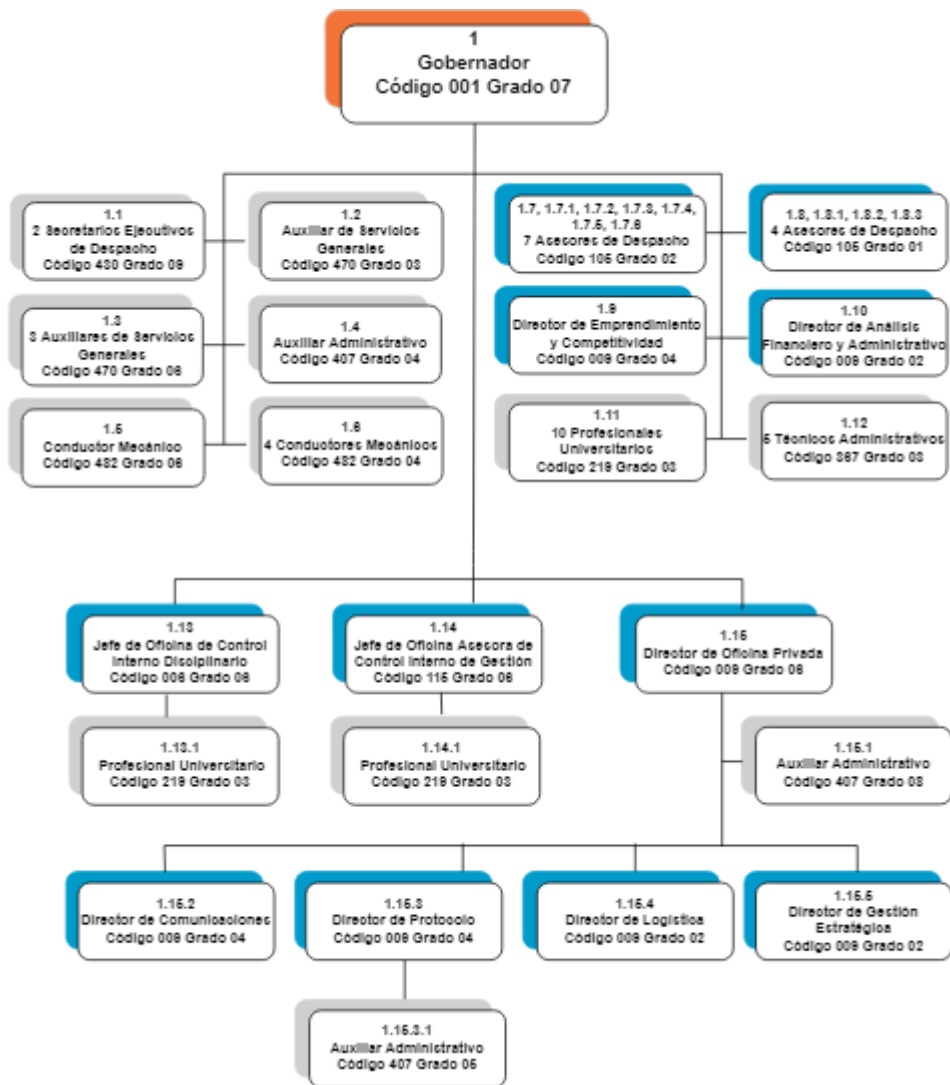 1
Gobernador
Código 001 Grado 07
1.1
2 Secretarios Ejecutivos
de Despacho
Código 430 Grado 09
1.2
Auxiliar de Servicios
Generales
Código 470 Grado 03
1.7, 1.7.1, 1.7.2, 1.7.3, 1.7.4,
1.7.5, 1.7.6
7 Asesores de Despacho
Código 105 Grado 02
1.8, 1.8.1, 1.8.2, 1.8.3
4 Asesores de Despacho
Código 105 Grado 01
1.3
3 Auxiliares de Servicios
Generales
Código 470 Grado 06
1.4
Auxiliar Administrativo
Código 407 Grado 04
1.9
Director de Emprendimiento
y Competitividad
Código 009 Grado 04
1.10
Director de Análisis
Financiero y Administrativo
Código 009 Grado 02
1.5
Conductor Mecánico
Código 482 Grado 06
1.6
4 Conductores Mecánicos
Código 482 Grado 04
1.11
10 Profesionales
Universitarios
Código 219 Grado 03
1.12
5 Técnicos Administrativos
Código 367 Grado 03
1.13
Jefe de Oficina de Control
Interno Disciplinario
Código 006 Grado 06
1.14
Jefe de Oficina Asesora de
Control Interno de Gestión
Código 115 Grado 06
1.15
Director de Oficina Privada
Código 009 Grado 06
1.13.1
Profesional Universitario
Código 219 Grado 03
1.14.1
Profesional Universitario
Código 219 Grado 03
1.15.1
Auxiliar Administrativo
Código 407 Grado 08
1.15.2
Director de Comunicaciones
Código 009 Grado 04
1.15.3
Director de Protocolo
Código 009 Grado 04
1.15.4
Director de Logística
Código 009 Grado 02
1.15.5
Director de Gestión
Estratégica
Código 009 Grado 02
1.15.3.1
Auxiliar Administrativo
Código 407 Grado 05